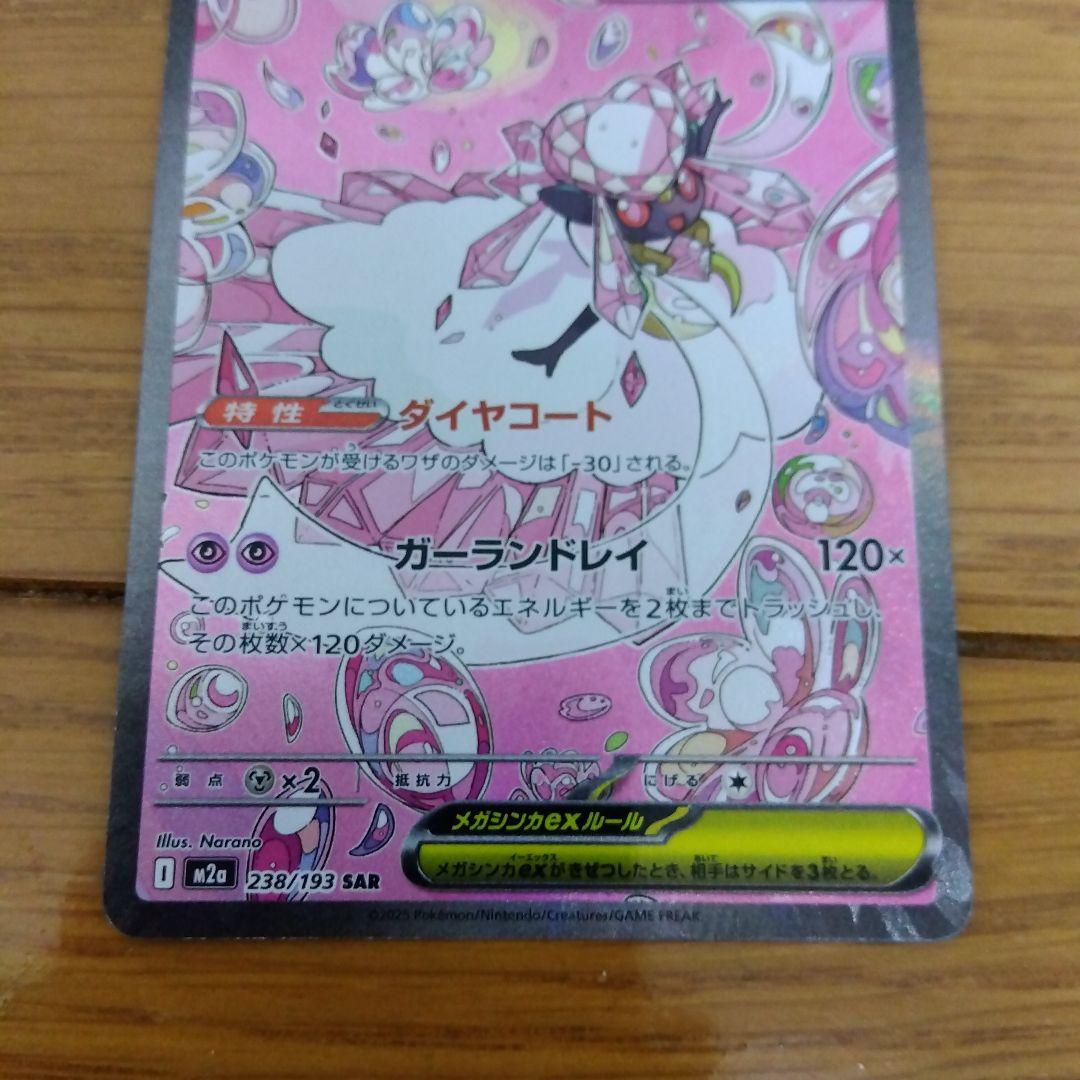 特性 とくせい ダイヤコート
このポケモンが受けるワザのダメージは「-30」される。
ガーランドレイ 120×
このポケモンについているエネルギーを2枚までトラッシュし、
その枚数×120ダメージ。
弱点 ×2 抵抗力 にげる
メガシンカexルール
メガシンカexがきぜつしたとき、相手はサイドを3枚とる。
Illus. Narano
I m2a 238/193 SAR
©2025 Pokémon/Nintendo/Creatures/GAME FREAK